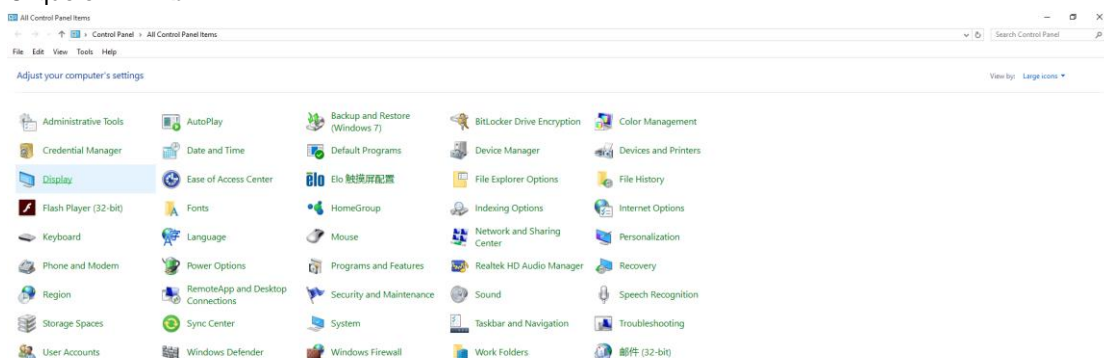 All Control Panel Items
Control Panel > All Control Panel Items
Search Control Panel
File Edit View Tools Help
Adjust your computer's settings
View by: Large icons
Administrative Tools
AutoPlay
Backup and Restore
(Windows 7)
BitLocker Drive Encryption
Color Management
Credential Manager
Date and Time
Default Programs
Device Manager
Devices and Printers
Display
Ease of Access Center
elo
Elo 触摸屏配置
File Explorer Options
File History
Flash Player (32-bit)
Fonts
HomeGroup
Indexing Options
Internet Options
Keyboard
Language
Mouse
Network and Sharing
Center
Personalization
Phone and Modem
Power Options
Programs and Features
Realtek HD Audio Manager
Recovery
Region
RemoteApp and Desktop
Connections
Security and Maintenance
Sound
Speech Recognition
Storage Spaces
Sync Center
System
Taskbar and Navigation
Troubleshooting
User Accounts
Windows Defender
Windows Firewall
Work Folders
邮件 (32-bit)